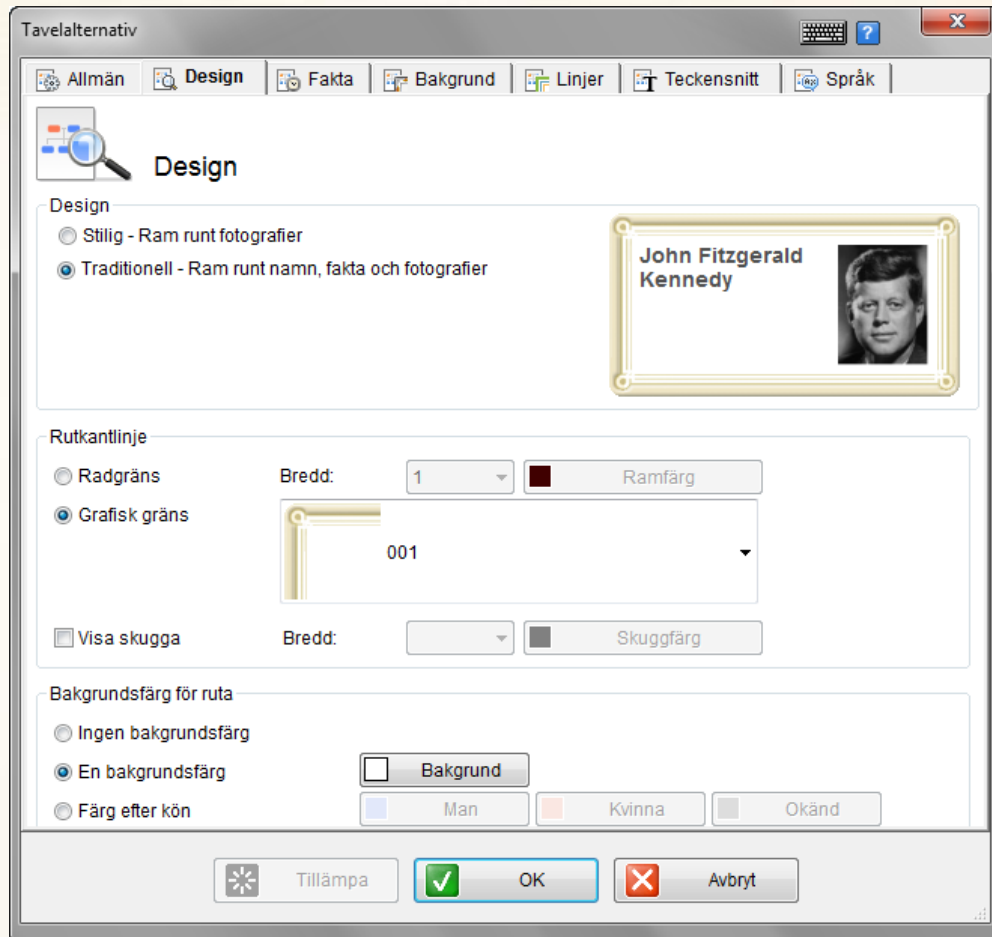 Tavelalternativ
?
Allmän Design Fakta Bakgrund Linjer Teckensnitt Språk
Design
Design
Stilig - Ram runt fotografier
Traditionell - Ram runt namn, fakta och fotografier
John Fitzgerald
Kennedy
Rutkantlinje
Radgräns Bredd: 1 Ramfärg
Grafisk gräns 001
Visa skugga Bredd: Skuggfärg
Bakgrundsfärg för ruta
Ingen bakgrundsfärg
En bakgrundsfärg Bakgrund
Färg efter kön Man Kvinna Okänd
Tillämpa OK Avbryt